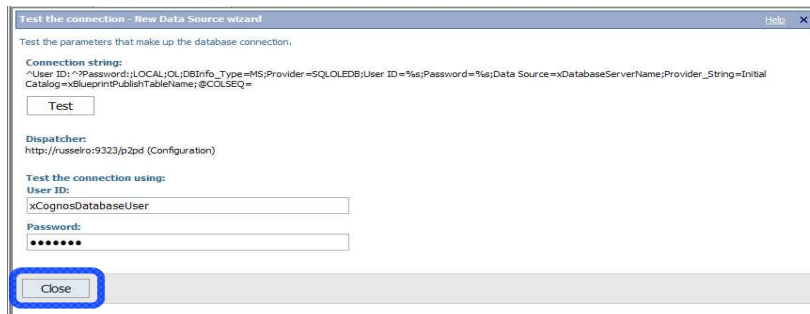 Test the connection - New Data Source wizard Help ×
Test the parameters that make up the database connection.
Connection string:
^User ID:^?Password:;LOCAL;OL;DBInfo_Type=MS;Provider=SQLOLEDB;User ID=%s;Password=%s;Data Source=xDatabaseServerName;Provider_String=Initial
Catalog=xBlueprintPublishTableName;@COLSEQ=
Test
Dispatcher:
http://russelro:9323/p2pd (Configuration)
Test the connection using:
User ID:
xCognosDatabaseUser
Password:
●●●●●●●
Close